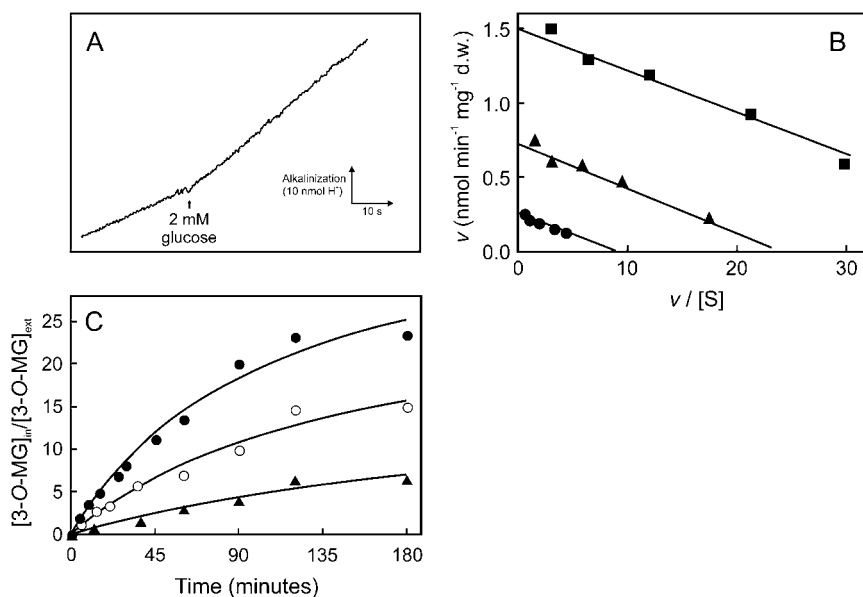 A
Alkalinization
(10 nmol H⁺)
10 s
2 mM
glucose
B
v (nmol min⁻¹ mg⁻¹ d.w.)
1.5
1.0
0.5
0.0
0
10
20
30
v / [S]
C
[3-O-MG]in/[3-O-MG]ext
25
20
15
10
5
0
0
45
90
135
180
Time (minutes)